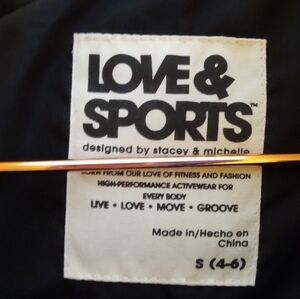 LOVE &
SPORTS™
designed by stacey & michelle
BORN FROM OUR LOVE OF FITNESS AND FASHION
HIGH-PERFORMANCE ACTIVEWEAR FOR
EVERY BODY
LIVE • LOVE • MOVE • GROOVE
Made in/Hecho en
China
S (4-6)